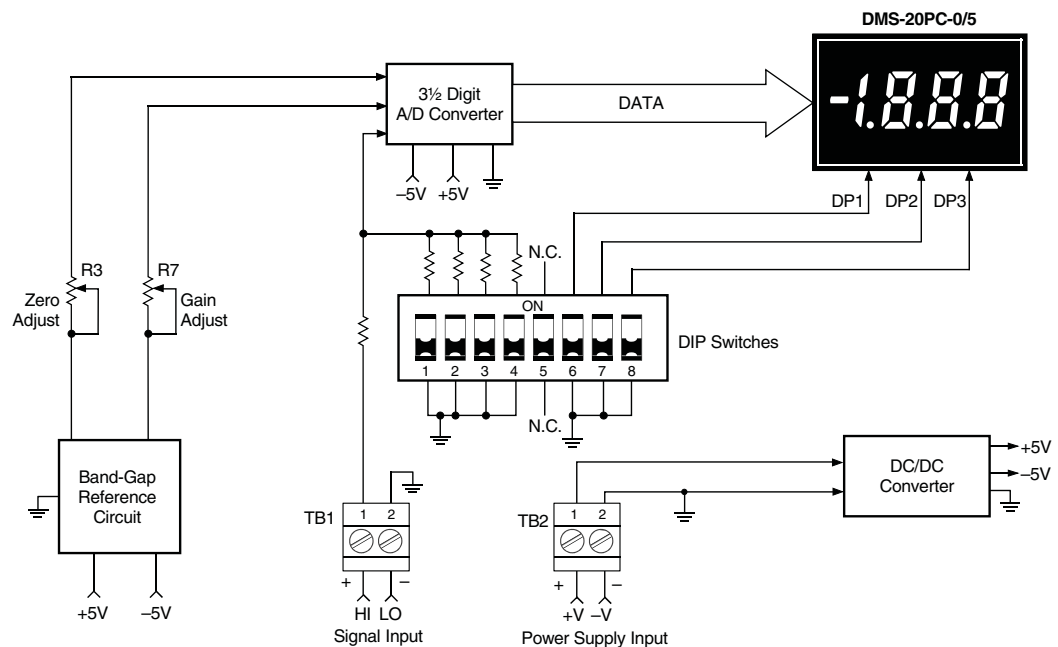 DMS-20PC-0/5
3½ Digit
A/D Converter
DATA
-1.8.8.8
–5V
+5V
DP1
DP2
DP3
R3
Zero
Adjust
R7
Gain
Adjust
N.C.
ON
1 2 3 4 5 6 7 8
DIP Switches
N.C.
Band-Gap
Reference
Circuit
+5V
–5V
TB1
1 2
+ –
HI LO
Signal Input
TB2
1 2
+ –
+V –V
Power Supply Input
DC/DC
Converter
+5V
–5V